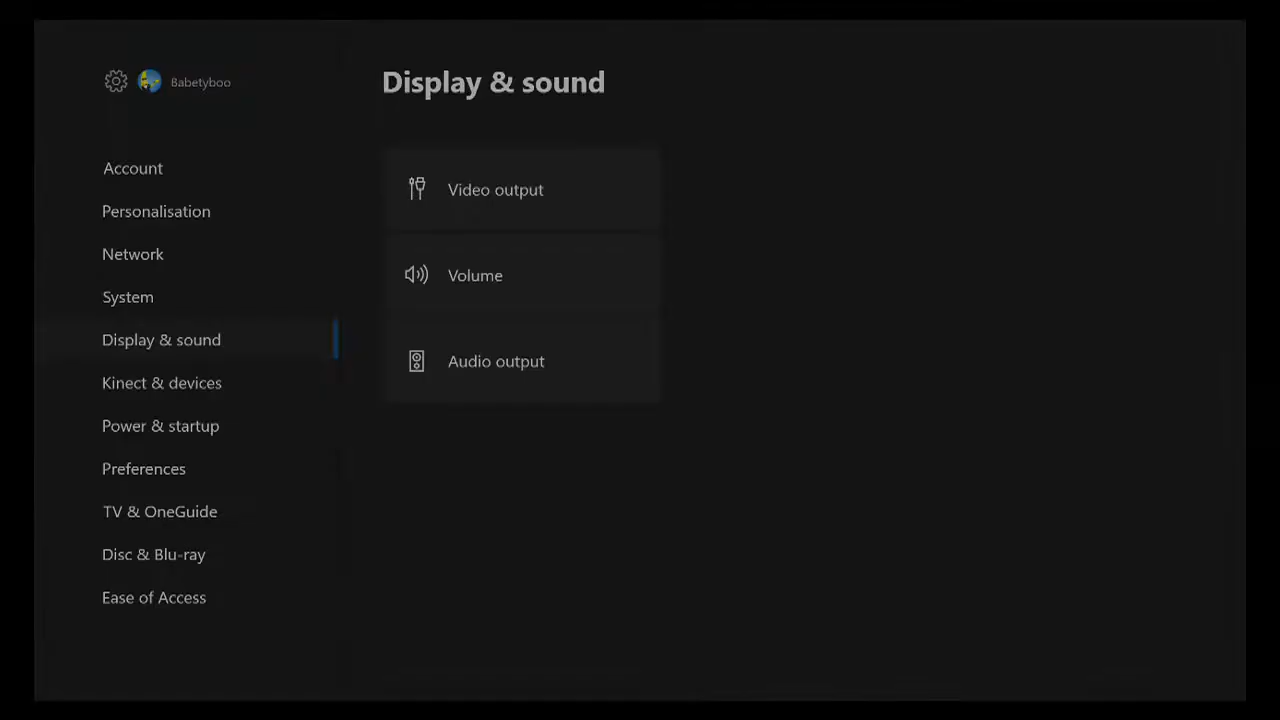 Babetyboo
Display & sound
Account
Personalisation
Network
System
Display & sound
Kinect & devices
Power & startup
Preferences
TV & OneGuide
Disc & Blu-ray
Ease of Access
Video output
Volume
Audio output